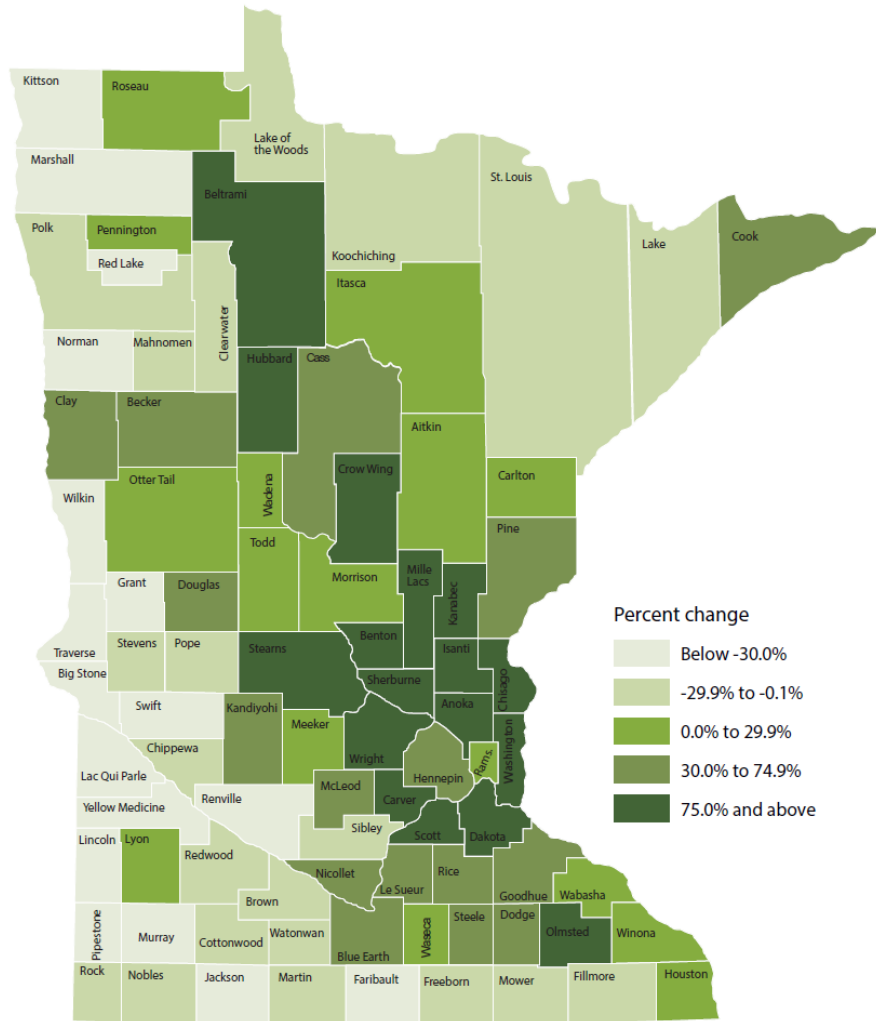 Kittson
Roseau
Lake of
the Woods
Marshall
St. Louis
Beltrami
Polk
Pennington
Koochiching
Lake
Cook
Red Lake
Itasca
Clearwater
Norman
Mahnomen
Hubbard
Cass
Clay
Becker
Aitkin
Crow Wing
Otter Tail
Wadena
Carlton
Wilkin
Pine
Todd
Morrison
Mille
Lacs
Kanabec
Grant
Douglas
Percent change
Below -30.0%
-29.9% to -0.1%
0.0% to 29.9%
30.0% to 74.9%
75.0% and above
Traverse
Stevens
Pope
Stearns
Benton
Isanti
Big Stone
Sherburne
Chisago
Swift
Kandiyohi
Anoka
Meeker
Chippewa
Wright
Washington
Rams.
Lac Qui Parle
Hennepin
McLeod
Renville
Carver
Yellow Medicine
Sibley
Scott
Dakota
Lincoln
Lyon
Redwood
Nicollet
Rice
Le Sueur
Goodhue
Wabasha
Brown
Pipestone
Murray
Cottonwood
Watonwan
Blue Earth
Waseca
Steele
Dodge
Olmsted
Winona
Rock
Nobles
Jackson
Martin
Faribault
Freeborn
Mower
Fillmore
Houston